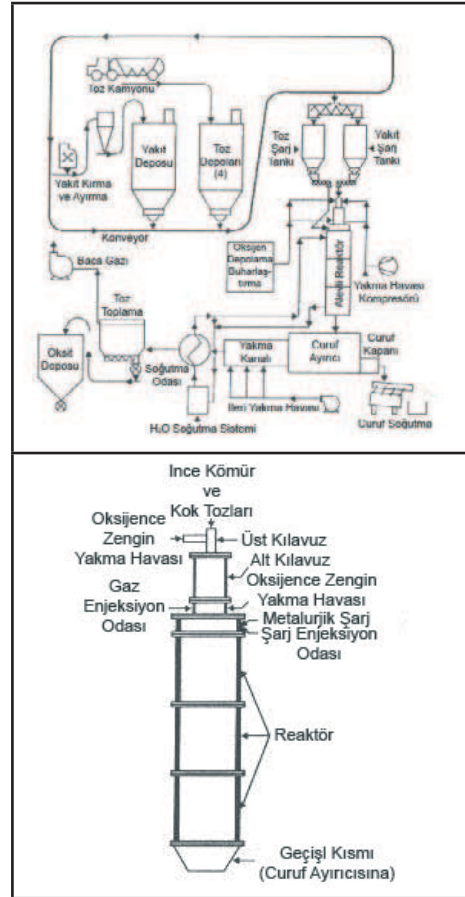 Toz Kamyonu
Yakıt Kırma
ve Ayırma
Yakıt
Deposu
Toz
Depoları
(4)
Konveyor
Toz
Şarj
Tankı
Yakıt
Şarj
Tankı
Baca Gazı
Toz
Toplama
Oksit
Deposu
Soğutma
Odası
H₂O Soğutma Sistemi
Oksijen
Depolama
Buharlaş-
tırma
Alevli Reaktör
Yakma Havası
Kompresörü
Yakma
Kanalı
Curuf
Ayırıcı
Curuf
Kapanı
İleri Yakma Havası
Curuf Soğutma
Ince Kömür
ve
Kok Tozları
Oksijence
Zengin
Yakma Havası
Üst Kılavuz
Alt Kılavuz
Oksijence Zengin
Yakma Havası
Gaz
Enjeksiyon
Odası
Metalurjik Şarj
Şarj Enjeksiyon
Odası
Reaktör
Geçişl Kısmı
(Curuf Ayırıcısına)